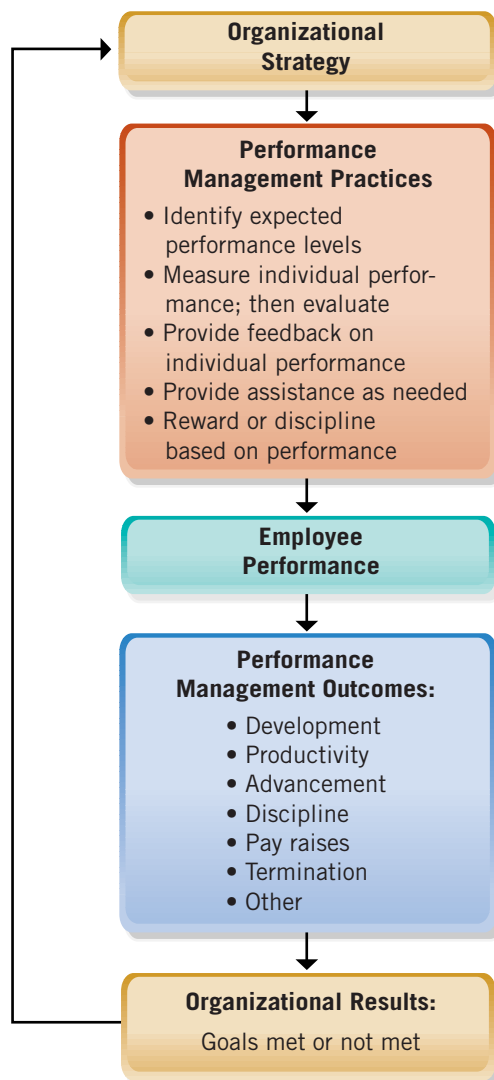 Organizational
Strategy
Performance
Management Practices
• Identify expected
performance levels
• Measure individual perfor-
mance; then evaluate
• Provide feedback on
individual performance
• Provide assistance as needed
• Reward or discipline
based on performance
Employee
Performance
Performance
Management Outcomes:
• Development
• Productivity
• Advancement
• Discipline
• Pay raises
• Termination
• Other
Organizational Results:
Goals met or not met